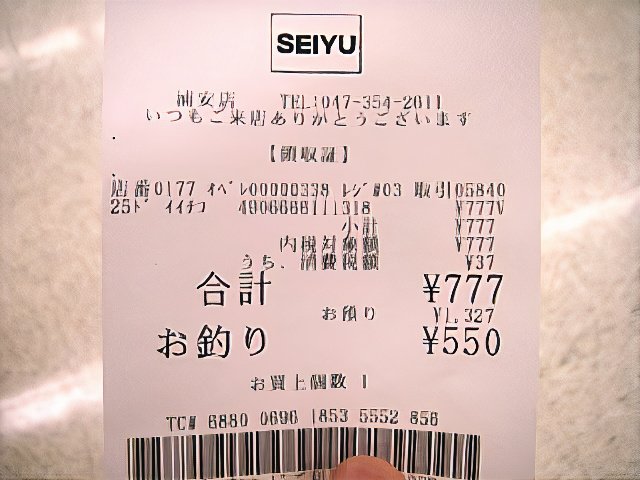 SEIYU
浦安店 TEL:047-354-2011
いつもご来店ありがとうございます
【領収証】
店番0177 ｲﾍﾞﾚ00000339 ﾚｼﾞ#03 取引05840
25ﾄﾞ イイチコ 4906668111318 ¥777V
小計 ¥777
内税対象額 ¥777
うち、消費税額 ¥37
合計 ¥777
お預り ¥1,327
お釣り ¥550
お買上個数 1
TC# 6880 0696 1853 5552 856